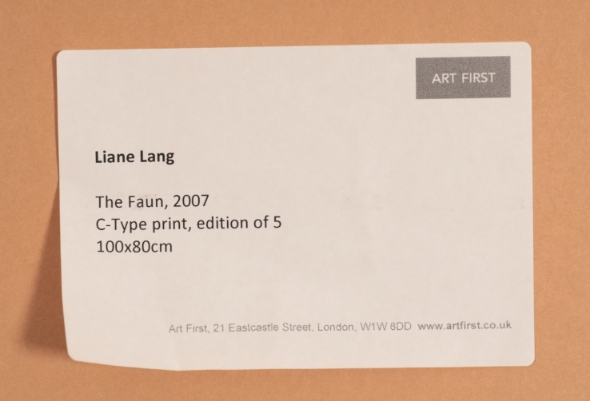 ART FIRST
Liane Lang
The Faun, 2007
C-Type print, edition of 5
100x80cm
Art First, 21 Eastcastle Street, London, W1W 8DD www.artfirst.co.uk